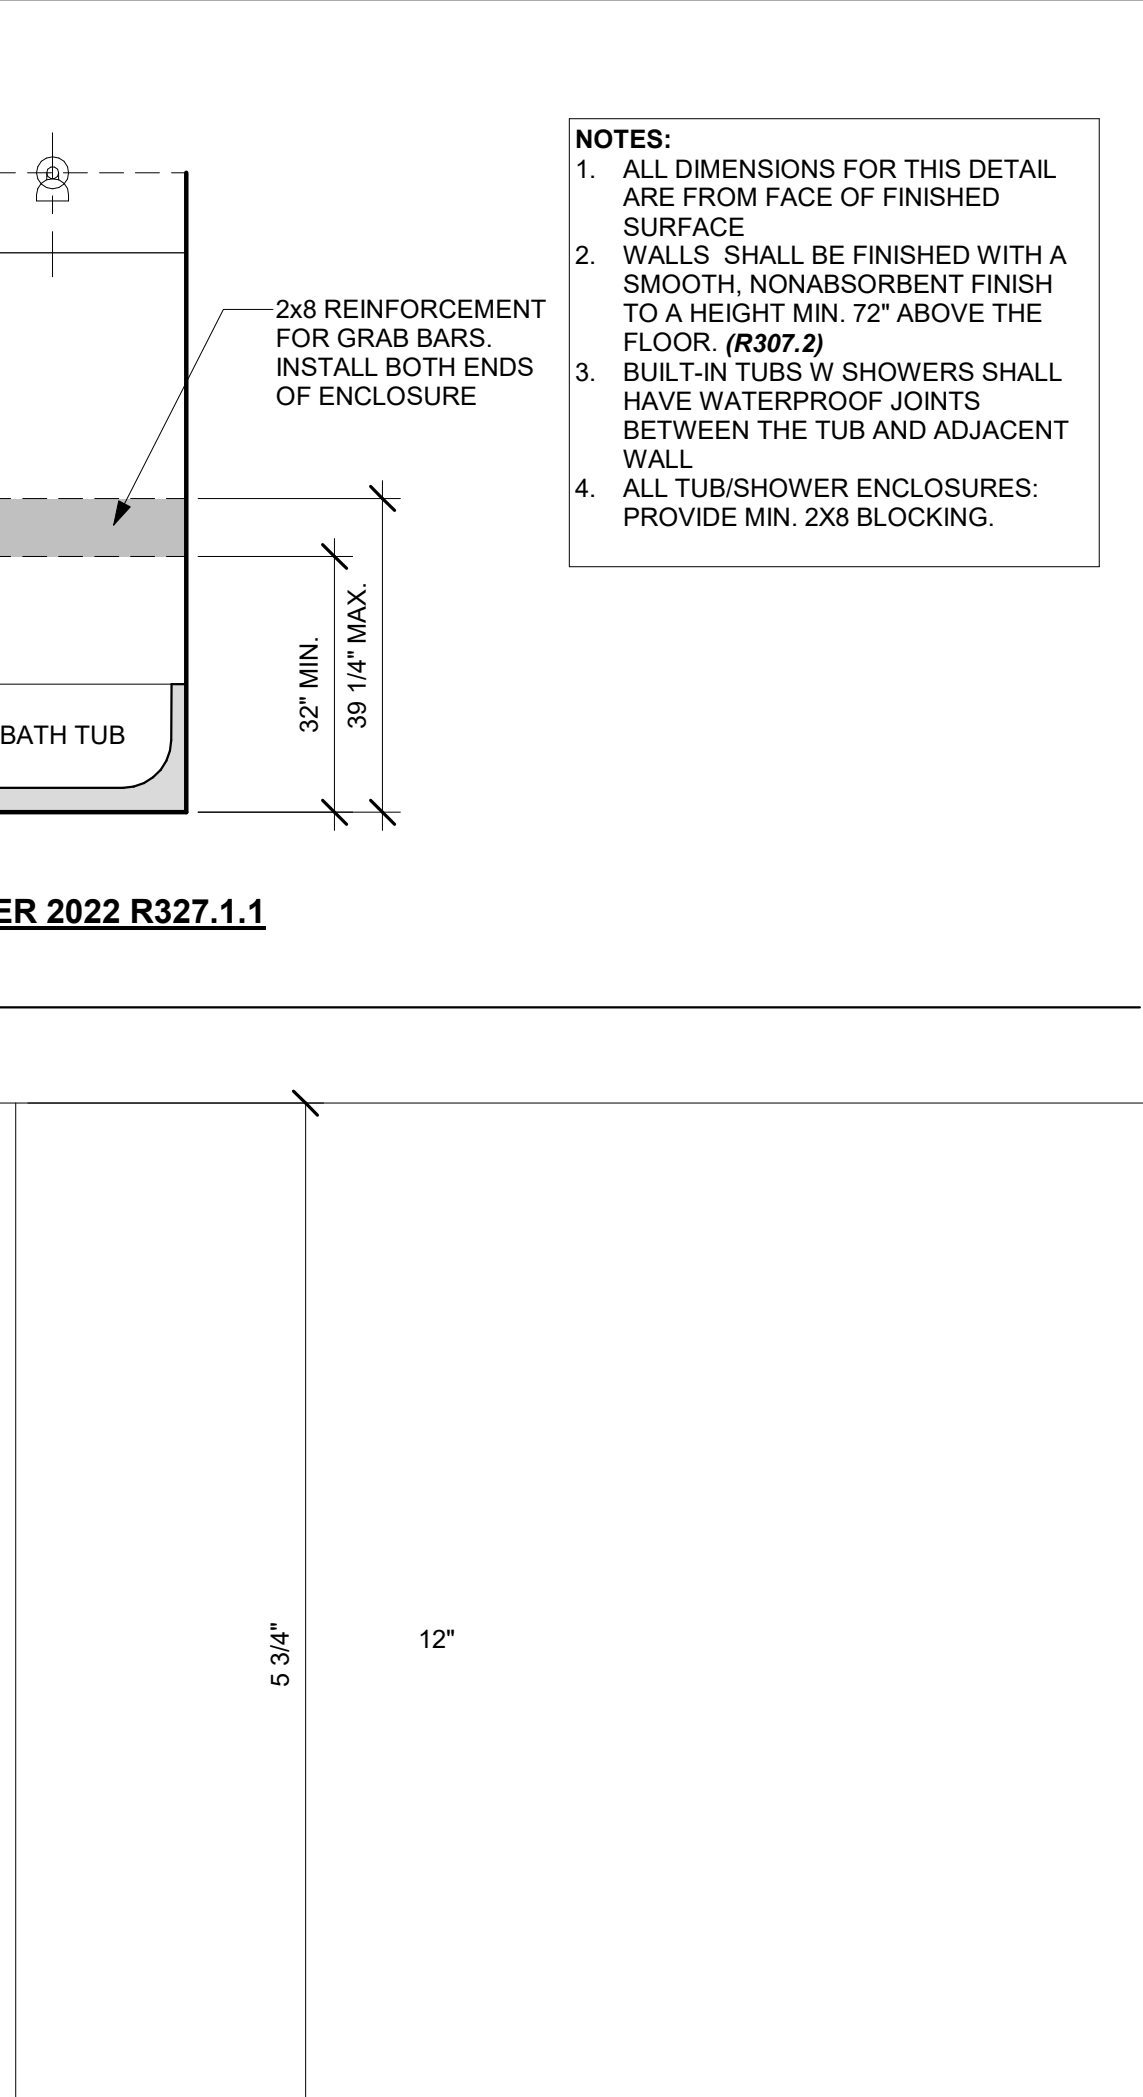 NOTES:
1. ALL DIMENSIONS FOR THIS DETAIL
ARE FROM FACE OF FINISHED
SURFACE
2. WALLS  SHALL BE FINISHED WITH A
SMOOTH, NONABSORBENT FINISH
TO A HEIGHT MIN. 72" ABOVE THE
FLOOR. (R307.2)
3. BUILT-IN TUBS W SHOWERS SHALL
HAVE WATERPROOF JOINTS
BETWEEN THE TUB AND ADJACENT
WALL
4. ALL TUB/SHOWER ENCLOSURES:
PROVIDE MIN. 2X8 BLOCKING.
2x8 REINFORCEMENT
FOR GRAB BARS.
INSTALL BOTH ENDS
OF ENCLOSURE
32" MIN.
39 1/4" MAX.
BATH TUB
ER 2022 R327.1.1
5 3/4"
12"